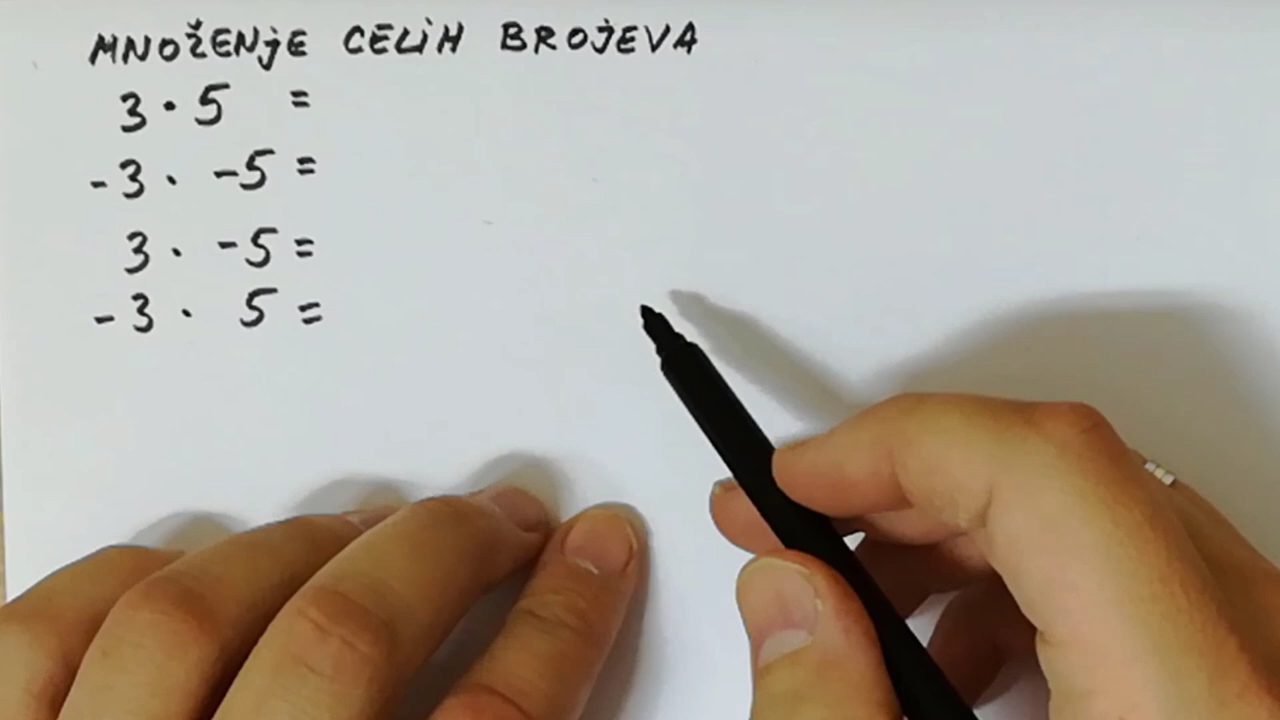 MNOŽENjE CELiH BROjEVA
3 · 5 =
-3 · -5 =
3 · -5 =
-3 · 5 =